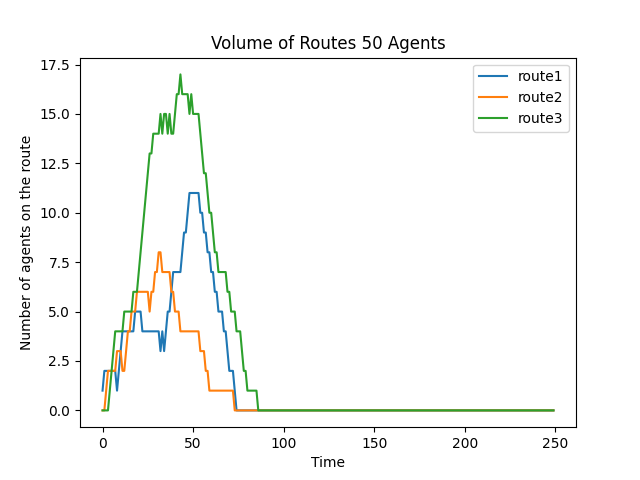 Volume of Routes 50 Agents
17.5
15.0
12.5
10.0
7.5
5.0
2.5
0.0
Number of agents on the route
route1
route2
route3
0 50 100 150 200 250
Time